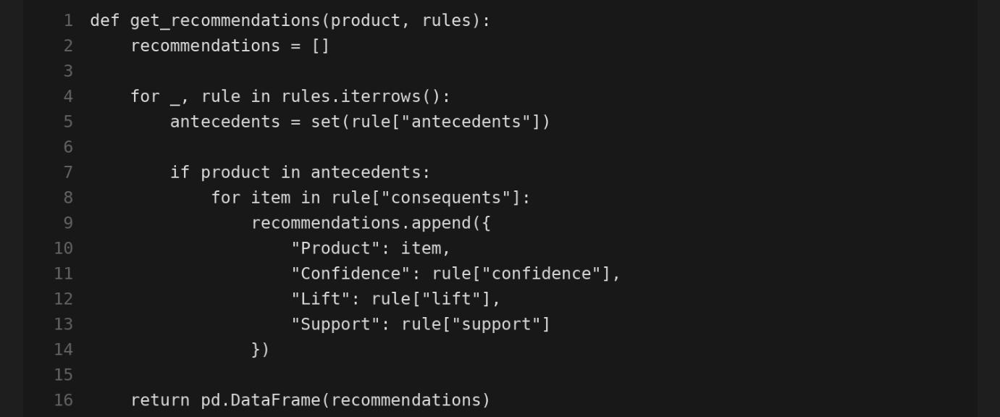 1 def get_recommendations(product, rules):
2     recommendations = []
3
4     for _, rule in rules.iterrows():
5         antecedents = set(rule["antecedents"])
6
7         if product in antecedents:
8             for item in rule["consequents"]:
9                 recommendations.append({
10                     "Product": item,
11                     "Confidence": rule["confidence"],
12                     "Lift": rule["lift"],
13                     "Support": rule["support"]
14                 })
15
16     return pd.DataFrame(recommendations)